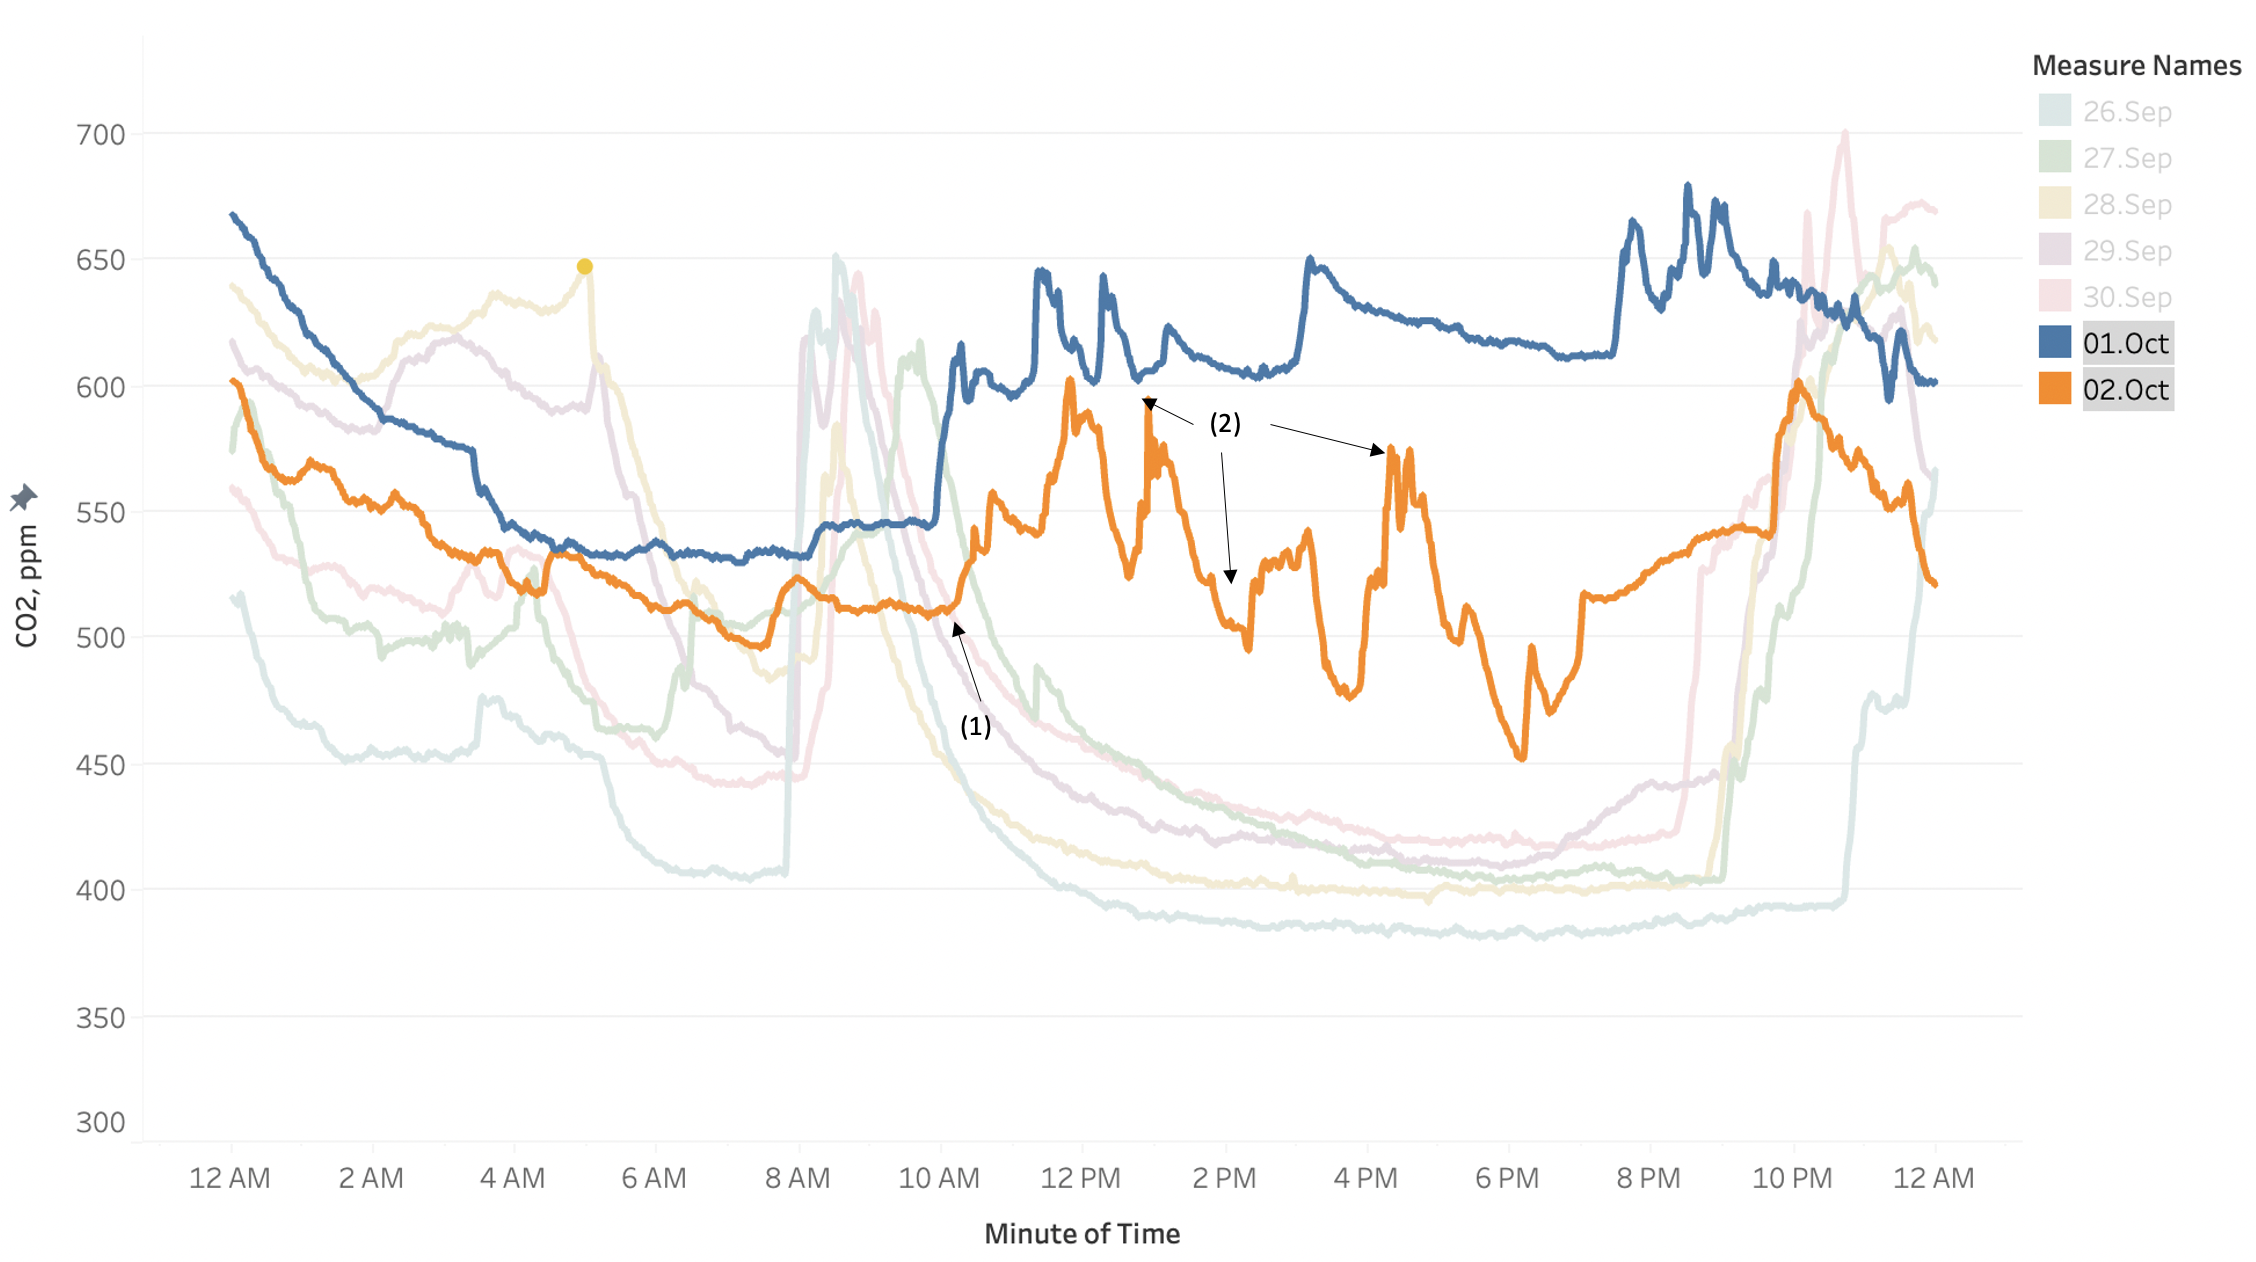 Measure Names
26.Sep
27.Sep
28.Sep
29.Sep
30.Sep
01.Oct
02.Oct
CO2, ppm
700
650
600
550
500
450
400
350
300
(2)
(1)
12 AM 2 AM 4 AM 6 AM 8 AM 10 AM 12 PM 2 PM 4 PM 6 PM 8 PM 10 PM 12 AM
Minute of Time